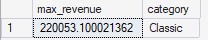 max_revenue category
1 220053.100021362 Classic